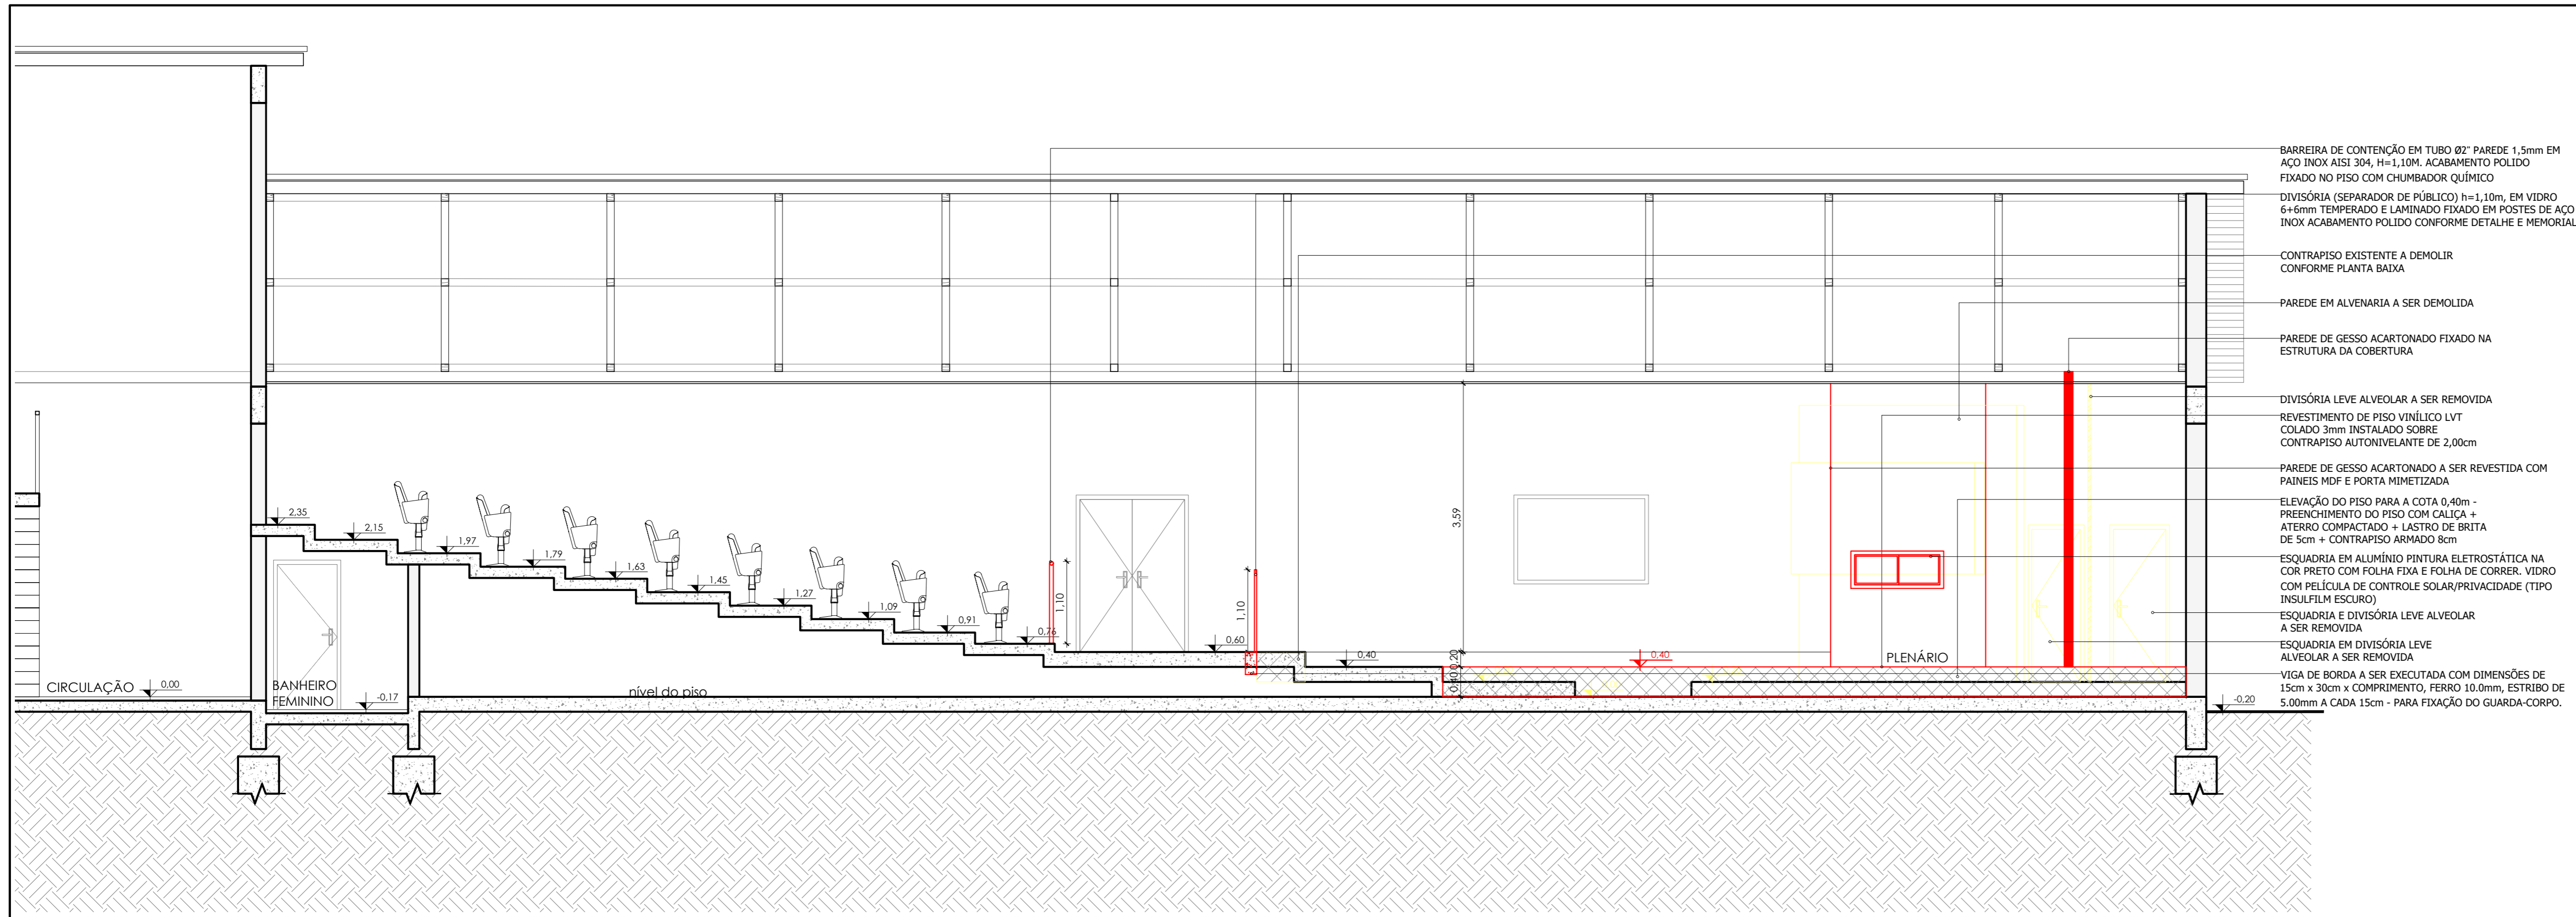 BARREIRA DE CONTENÇÃO EM TUBO Ø2" PAREDE 1,5mm EM
AÇO INOX AISI 304, H=1,10M. ACABAMENTO POLIDO
FIXADO NO PISO COM CHUMBADOR QUÍMICO
DIVISÓRIA (SEPARADOR DE PÚBLICO) h=1,10m, EM VIDRO
6+6mm TEMPERADO E LAMINADO FIXADO EM POSTES DE AÇO
INOX ACABAMENTO POLIDO CONFORME DETALHE E MEMORIAL
CONTRAPISO EXISTENTE A DEMOLIR
CONFORME PLANTA BAIXA
PAREDE EM ALVENARIA A SER DEMOLIDA
PAREDE DE GESSO ACARTONADO FIXADO NA
ESTRUTURA DA COBERTURA
DIVISÓRIA LEVE ALVEOLAR A SER REMOVIDA
REVESTIMENTO DE PISO VINÍLICO LVT
COLADO 3mm INSTALADO SOBRE
CONTRAPISO AUTONIVELANTE DE 2,00cm
PAREDE DE GESSO ACARTONADO A SER REVESTIDA COM
PAINEIS MDF E PORTA MIMETIZADA
ELEVAÇÃO DO PISO PARA A COTA 0,40m -
PREENCHIMENTO DO PISO COM CALIÇA +
ATERRO COMPACTADO + LASTRO DE BRITA
DE 5cm + CONTRAPISO ARMADO 8cm
ESQUADRIA EM ALUMÍNIO PINTURA ELETROSTÁTICA NA
COR PRETO COM FOLHA FIXA E FOLHA DE CORRER. VIDRO
COM PELÍCULA DE CONTROLE SOLAR/PRIVACIDADE (TIPO
INSULFILM ESCURO)
ESQUADRIA E DIVISÓRIA LEVE ALVEOLAR
A SER REMOVIDA
ESQUADRIA EM DIVISÓRIA LEVE
ALVEOLAR A SER REMOVIDA
VIGA DE BORDA A SER EXECUTADA COM DIMENSÕES DE
15cm x 30cm x COMPRIMENTO, FERRO 10.0mm, ESTRIBO DE
5.00mm A CADA 15cm - PARA FIXAÇÃO DO GUARDA-CORPO.
2,35
2,15
1,97
1,79
1,63
1,45
1,27
1,09
0,91
0,76
1,10
0,60
1,10
0,40
3,59
0,20
0,40
0,40
PLENÁRIO
CIRCULAÇÃO
0,00
BANHEIRO
FEMININO
-0,17
nível do piso
-0,20